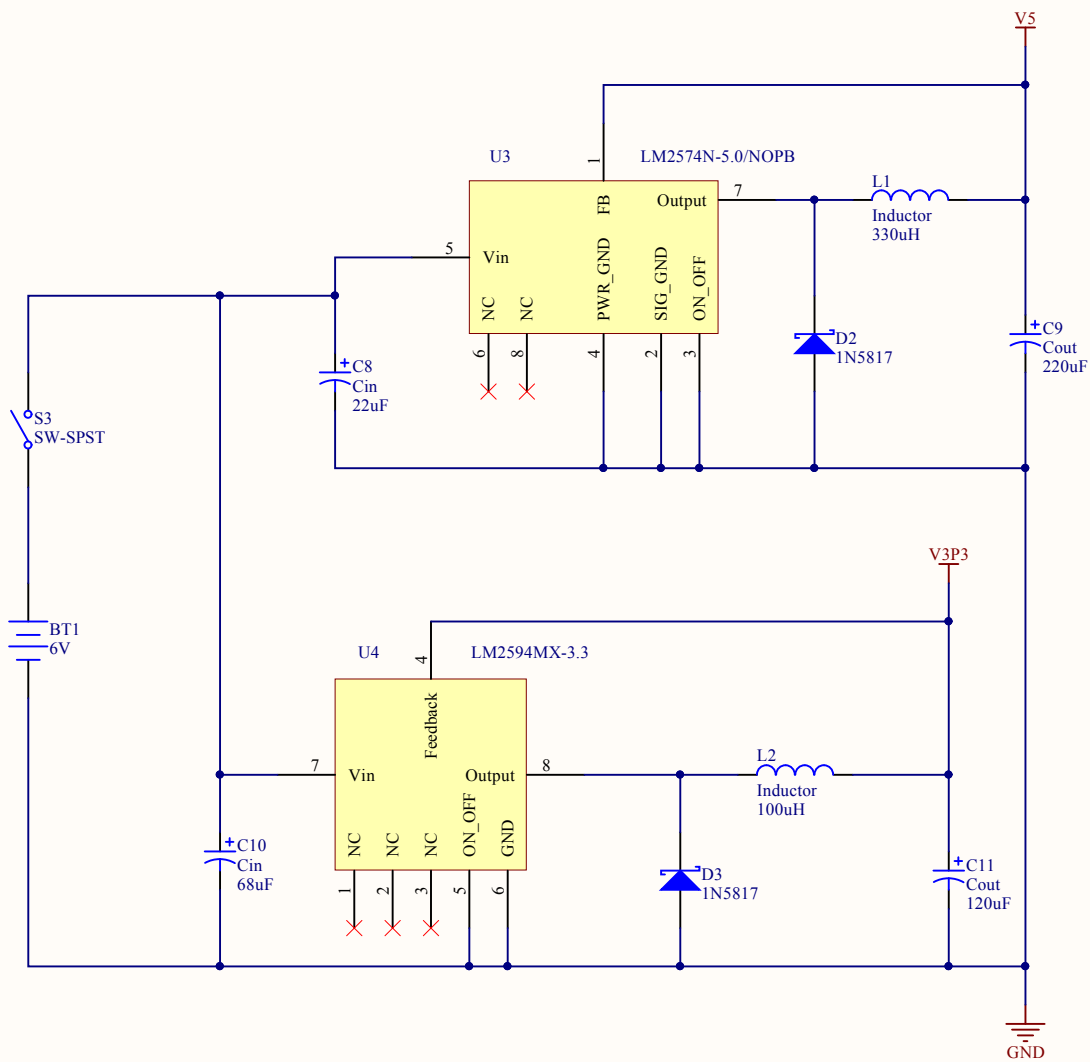 V5
U3
LM2574N-5.0/NOPB
1
FB
Output
7
L1
Inductor
330uH
5
Vin
NC
NC
PWR_GND
SIG_GND
ON_OFF
6
8
4
2
3
D2
1N5817
C9
Cout
220uF
C8
Cin
22uF
S3
SW-SPST
V3P3
BT1
6V
U4
LM2594MX-3.3
4
Feedback
7
Vin
Output
8
L2
Inductor
100uH
NC
NC
NC
ON_OFF
GND
1
2
3
5
6
C10
Cin
68uF
D3
1N5817
C11
Cout
120uF
GND